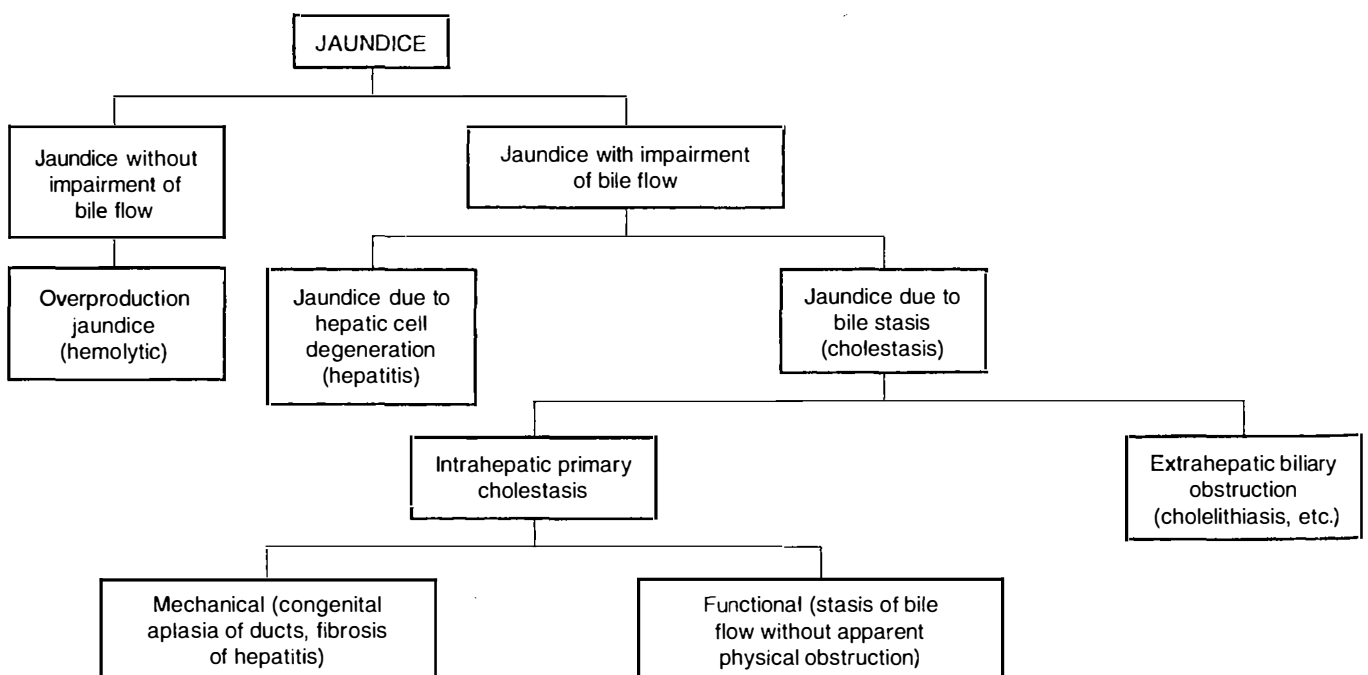 JAUNDICE
Jaundice without
impairment of
bile flow
Jaundice with impairment
of bile flow
Overproduction
jaundice
(hemolytic)
Jaundice due to
hepatic cell
degeneration
(hepatitis)
Jaundice due to
bile stasis
(cholestasis)
Intrahepatic primary
cholestasis
Extrahepatic biliary
obstruction
(cholelithiasis, etc.)
Mechanical (congenital
aplasia of ducts, fibrosis
of hepatitis)
Functional (stasis of bile
flow without apparent
physical obstruction)